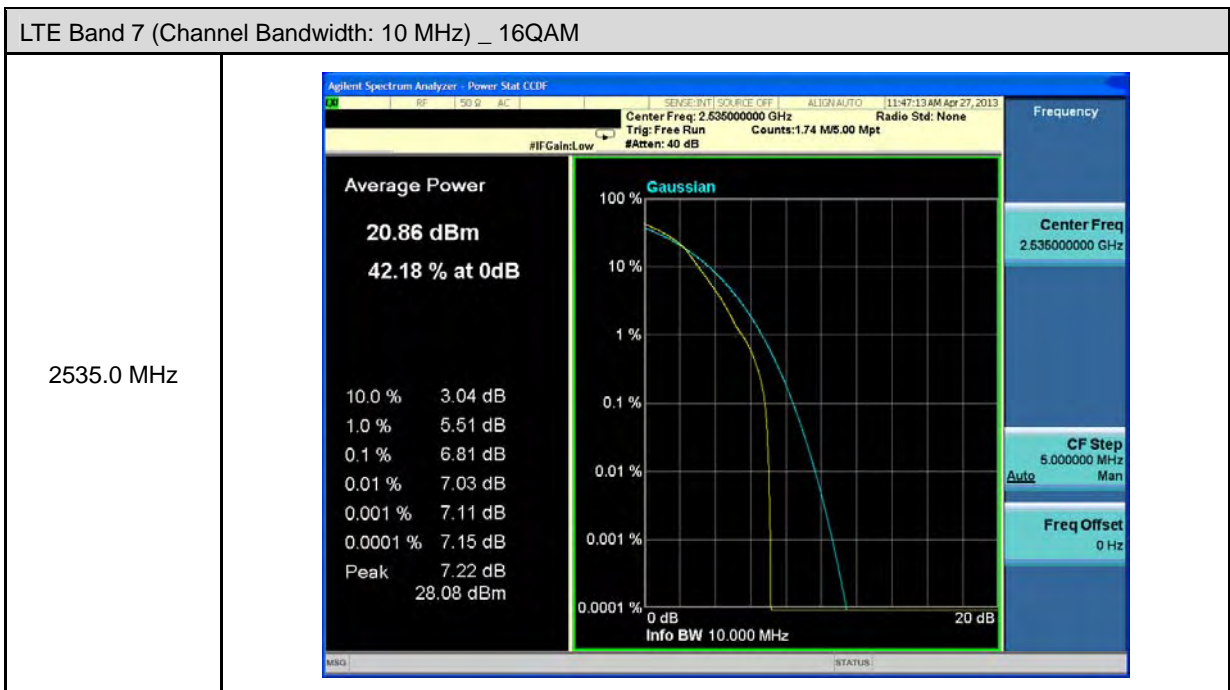 LTE Band 7 (Channel Bandwidth: 10 MHz) _ 16QAM
2535.0 MHz
Agilent Spectrum Analyzer - Power Stat CCDF
RF 50 Ω AC SENSE:INT SOURCE OFF ALIGN AUTO 11:47:13 AM Apr 27, 2013
Center Freq: 2.535000000 GHz Radio Std: None
Trig: Free Run Counts:1.74 M/5.00 Mpt
#IFGain:Low #Atten: 40 dB
Average Power
20.86 dBm
42.18 % at 0dB
10.0 % 3.04 dB
1.0 % 5.51 dB
0.1 % 6.81 dB
0.01 % 7.03 dB
0.001 % 7.11 dB
0.0001 % 7.15 dB
Peak 7.22 dB
28.08 dBm
Gaussian
100 %
10 %
1 %
0.1 %
0.01 %
0.001 %
0.0001 %
0 dB 20 dB
Info BW 10.000 MHz
Frequency
Center Freq
2.535000000 GHz
CF Step
5.000000 MHz
Auto Man
Freq Offset
0 Hz
MSG STATUS